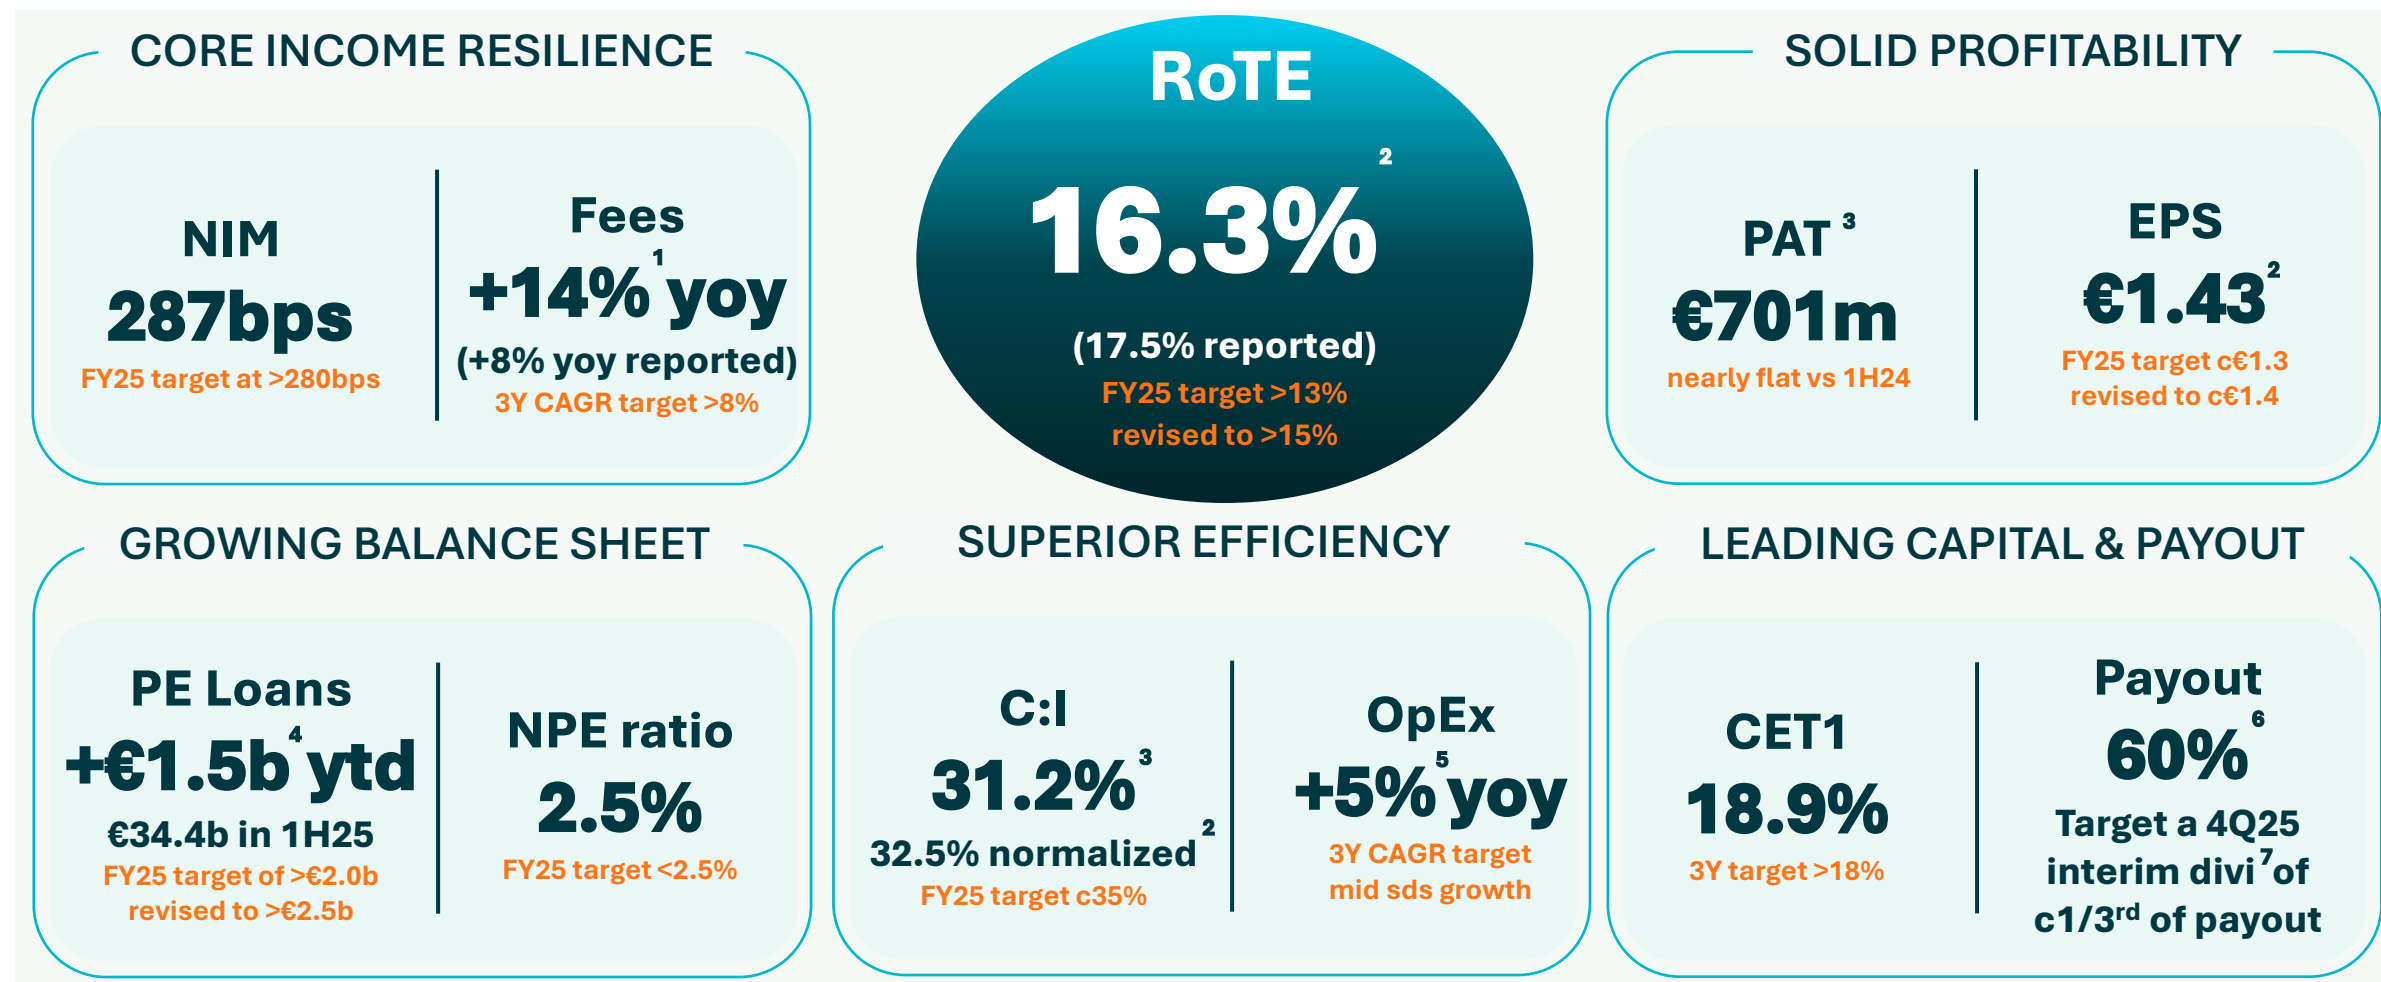 CORE INCOME RESILIENCE
NIM
287bps
FY25 target at >280bps
Fees
+14%¹ yoy
(+8% yoy reported)
3Y CAGR target >8%
RoTE
16.3%²
(17.5% reported)
FY25 target >13%
revised to >15%
SOLID PROFITABILITY
PAT ³
€701m
nearly flat vs 1H24
EPS
€1.43²
FY25 target c€1.3
revised to c€1.4
GROWING BALANCE SHEET
PE Loans
+€1.5b⁴ ytd
€34.4b in 1H25
FY25 target of >€2.0b
revised to >€2.5b
NPE ratio
2.5%
FY25 target <2.5%
SUPERIOR EFFICIENCY
C:I
31.2%³
32.5% normalized²
FY25 target c35%
OpEx
+5%⁵ yoy
3Y CAGR target
mid sds growth
LEADING CAPITAL & PAYOUT
CET1
18.9%
3Y target >18%
Payout
60%⁶
Target a 4Q25
interim divi⁷ of
c1/3ʳᵈ of payout